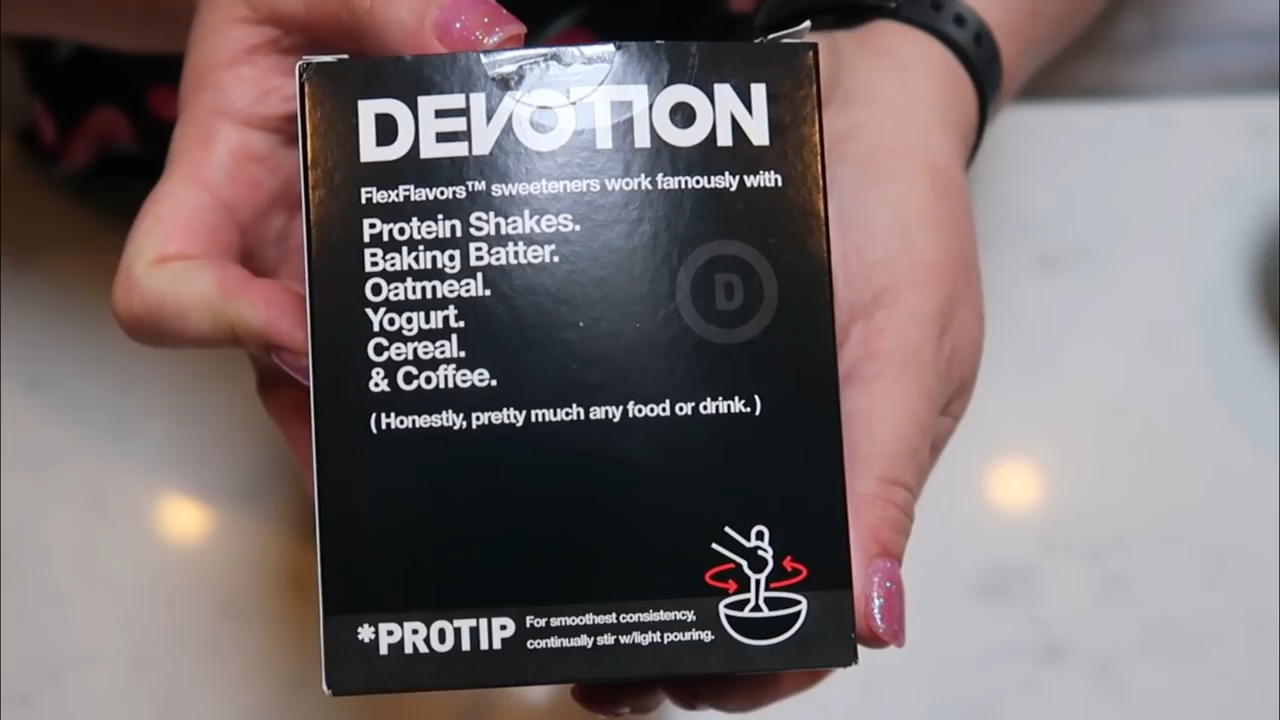 DEVOTION
FlexFlavors™ sweeteners work famously with
Protein Shakes.
Baking Batter.
Oatmeal.
Yogurt.
Cereal.
& Coffee.
( Honestly, pretty much any food or drink. )
D
*PROTIP
For smoothest consistency,
continually stir w/light pouring.